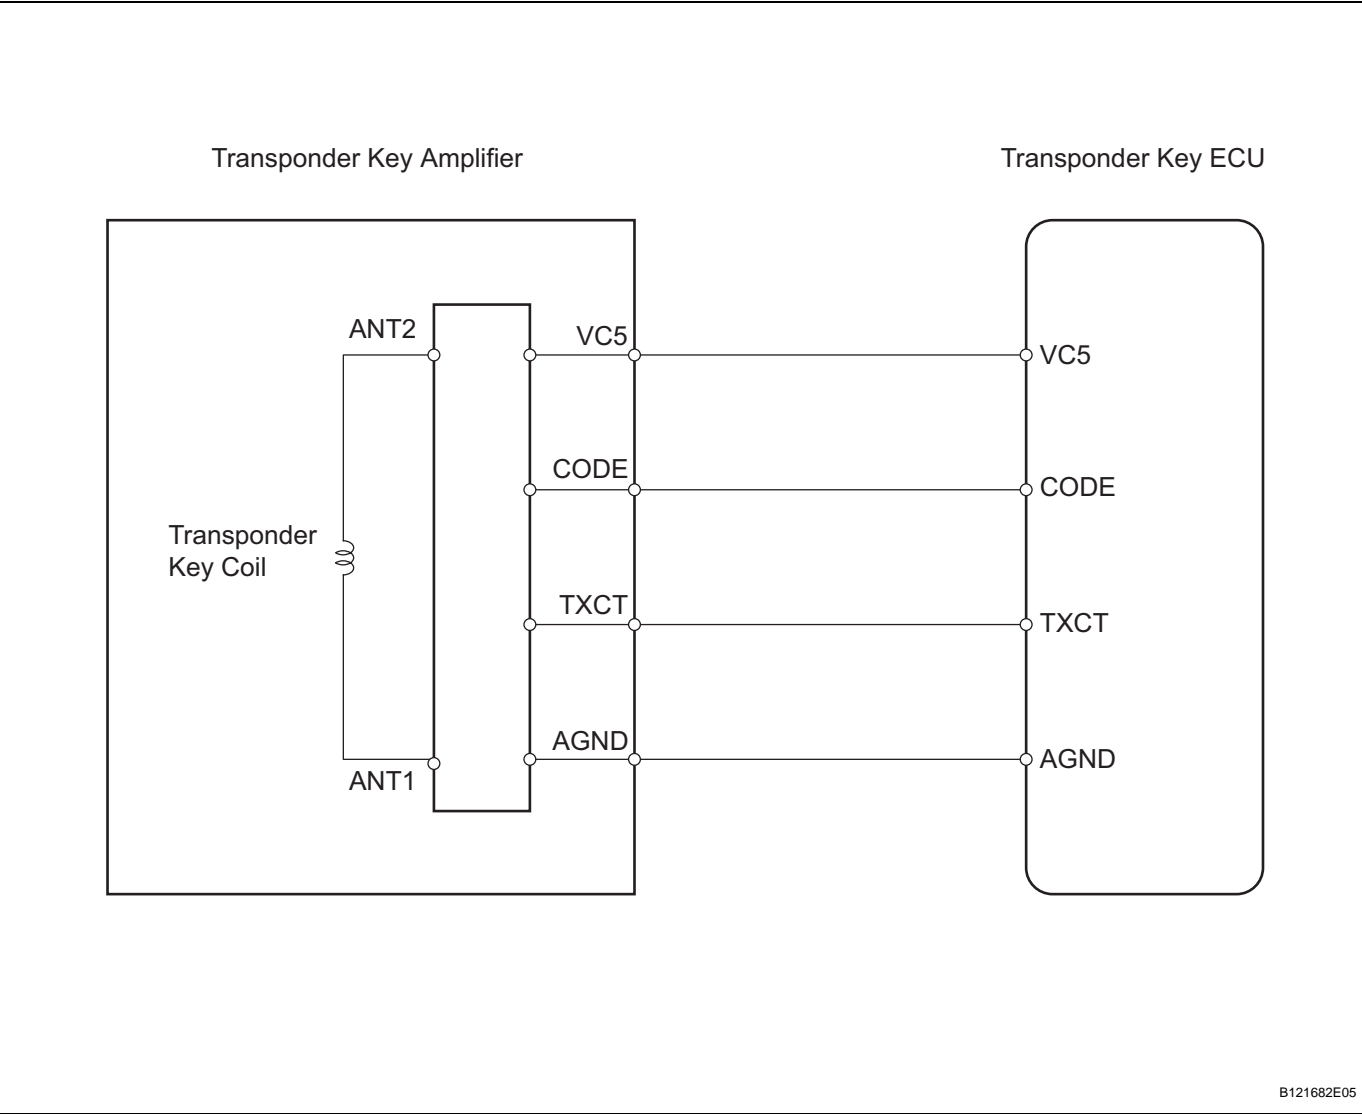 Transponder Key Amplifier
Transponder Key ECU
ANT2
VC5
VC5
CODE
CODE
Transponder
Key Coil
TXCT
TXCT
AGND
AGND
ANT1
B121682E05